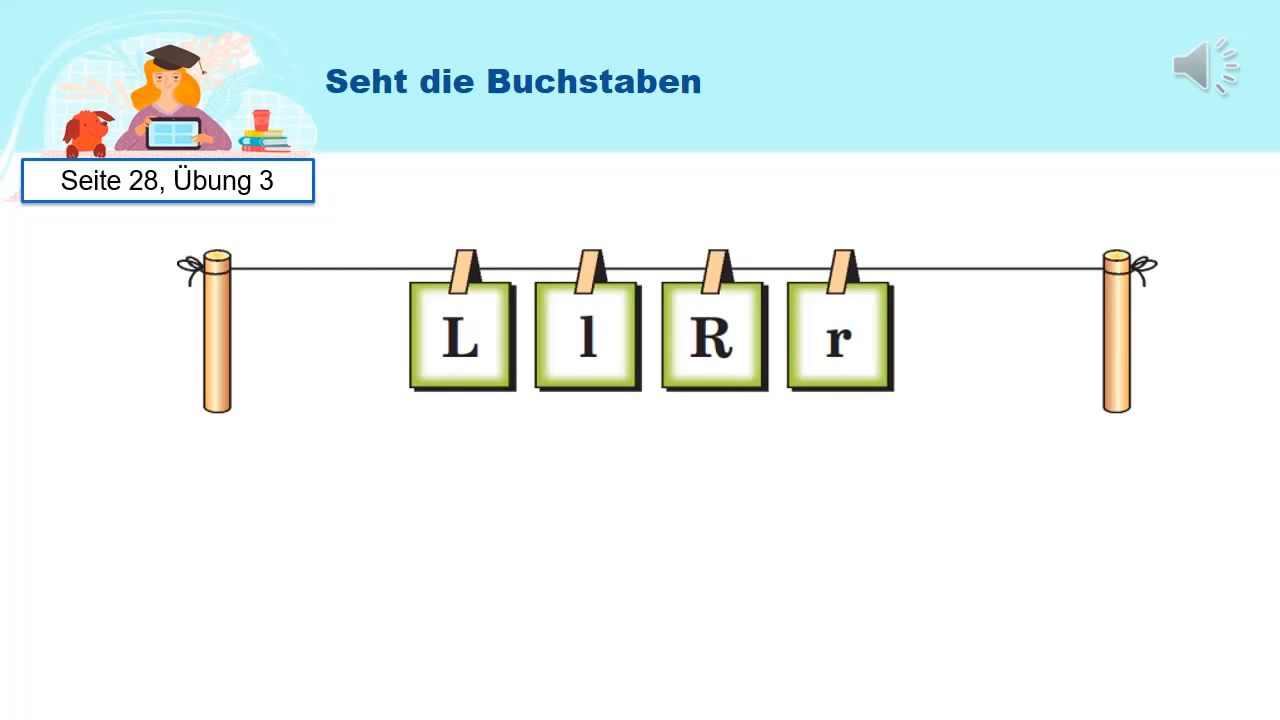 Seht die Buchstaben
Seite 28, Übung 3
L l R r